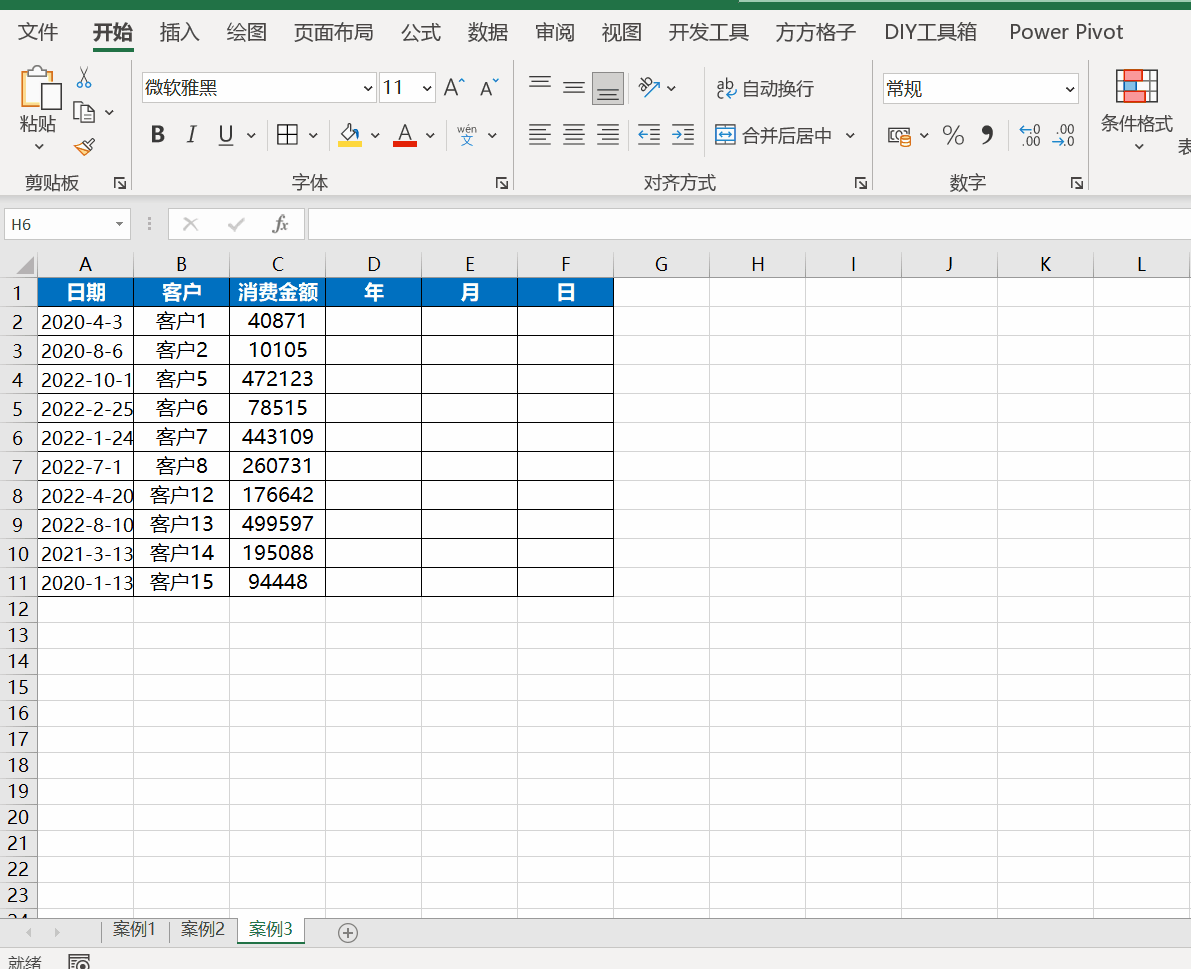 文件 开始 插入 绘图 页面布局 公式 数据 审阅 视图 开发工具 方方格子 DIY工具箱 Power Pivot
微软雅黑 11 A A ab 自动换行 常规
粘贴 B I U A wén 文 合并后居中 % 条件格式
剪贴板 字体 对齐方式 数字
H6 fx
A B C D E F G H I J K L
1 日期 客户 消费金额 年 月 日
2 2020-4-3 客户1 40871
3 2020-8-6 客户2 10105
4 2022-10-1 客户5 472123
5 2022-2-25 客户6 78515
6 2022-1-24 客户7 443109
7 2022-7-1 客户8 260731
8 2022-4-20 客户12 176642
9 2022-8-10 客户13 499597
10 2021-3-13 客户14 195088
11 2020-1-13 客户15 94448
12
13
14
15
16
17
18
19
20
21
22
23
案例1 案例2 案例3
就绪